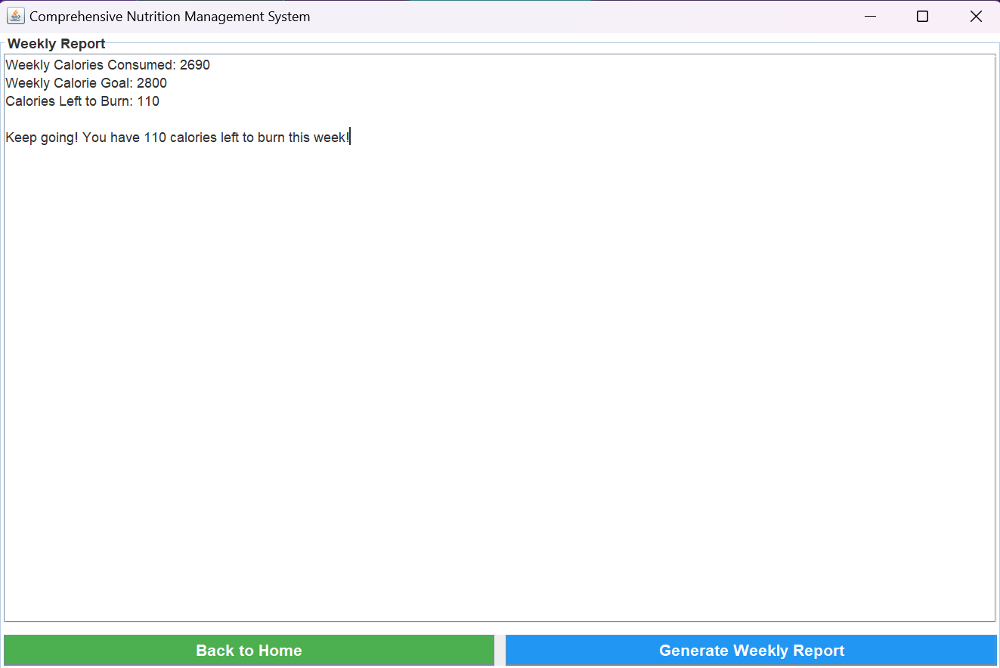 Comprehensive Nutrition Management System
Weekly Report
Weekly Calories Consumed: 2690
Weekly Calorie Goal: 2800
Calories Left to Burn: 110
Keep going! You have 110 calories left to burn this week!
Back to Home
Generate Weekly Report